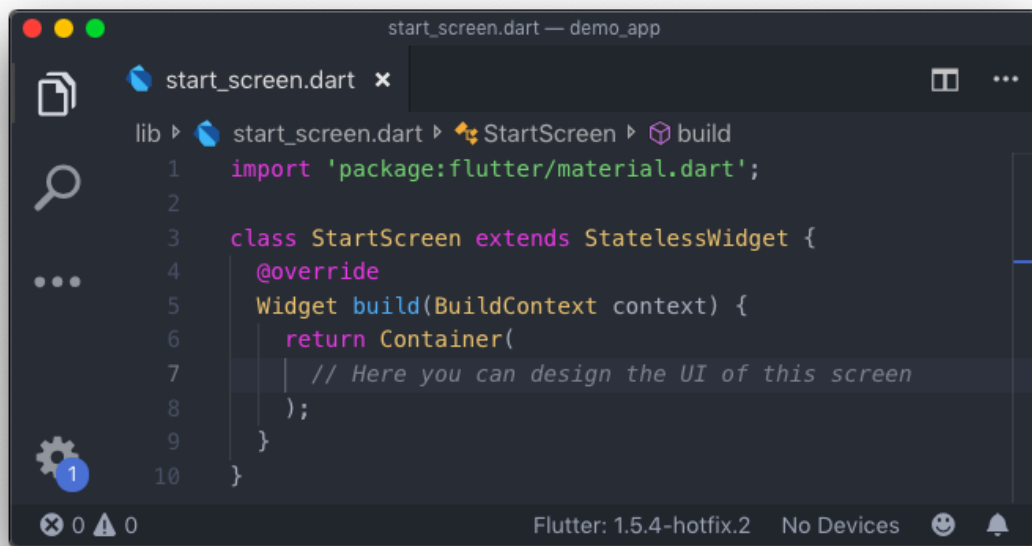 start_screen.dart — demo_app
start_screen.dart ×
lib ▸ start_screen.dart ▸ StartScreen ▸ build
1 import 'package:flutter/material.dart';
2
3 class StartScreen extends StatelessWidget {
4   @override
5   Widget build(BuildContext context) {
6     return Container(
7       // Here you can design the UI of this screen
8     );
9   }
10 }
1
0 0 Flutter: 1.5.4-hotfix.2 No Devices